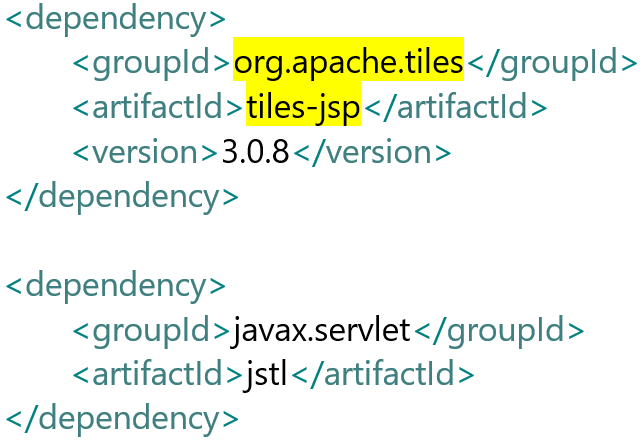 <dependency>
<groupId>org.apache.tiles</groupId>
<artifactId>tiles-jsp</artifactId>
<version>3.0.8</version>
</dependency>
<dependency>
<groupId>javax.servlet</groupId>
<artifactId>jstl</artifactId>
</dependency>